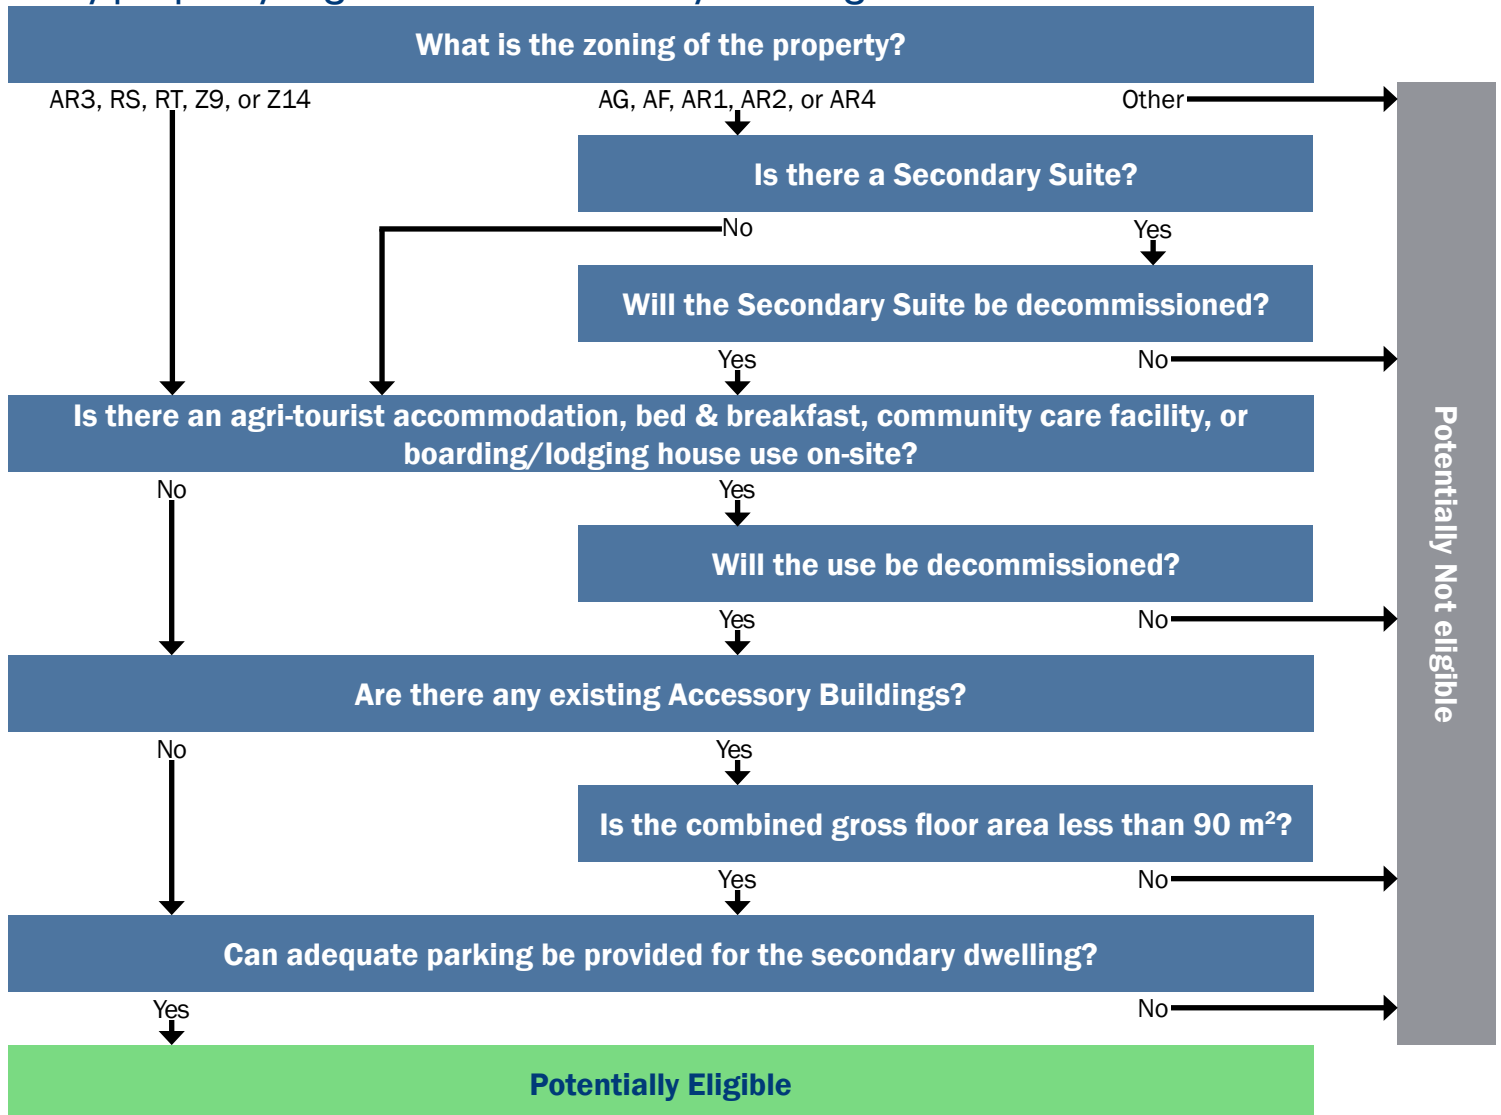 What is the zoning of the property?
AR3, RS, RT, Z9, or Z14
AG, AF, AR1, AR2, or AR4
Other
Is there a Secondary Suite?
No
Yes
Will the Secondary Suite be decommissioned?
Yes
No
Is there an agri-tourist accommodation, bed & breakfast, community care facility, or
boarding/lodging house use on-site?
No
Yes
Will the use be decommissioned?
Yes
No
Are there any existing Accessory Buildings?
No
Yes
Is the combined gross floor area less than 90 m²?
Yes
No
Can adequate parking be provided for the secondary dwelling?
Yes
No
Potentially Eligible
Potentially Not eligible